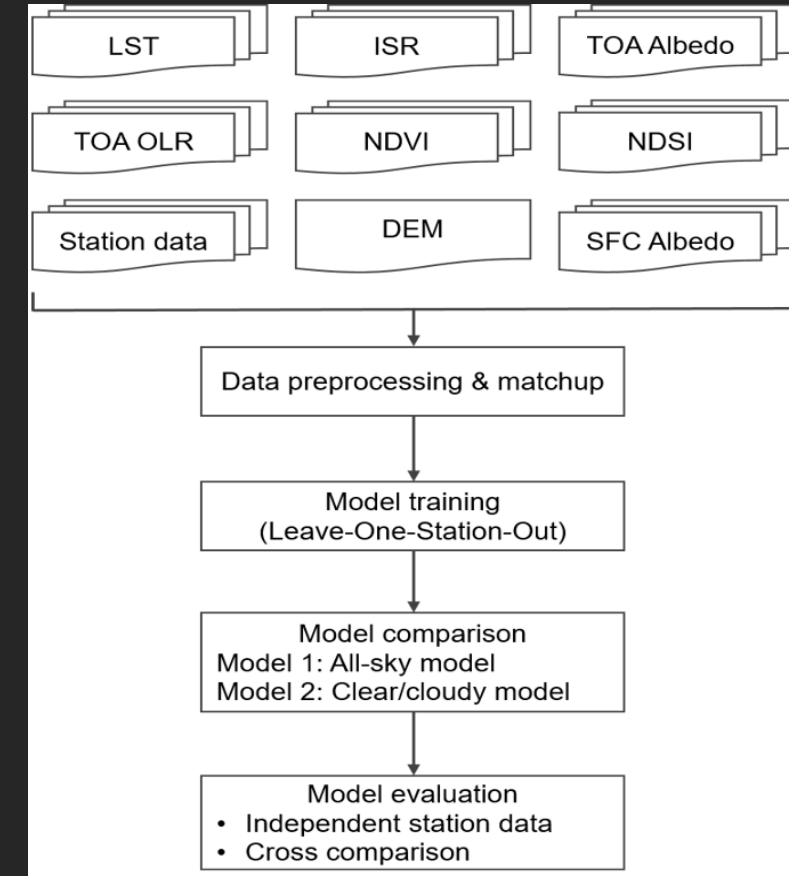 LST
ISR
TOA Albedo
TOA OLR
NDVI
NDSI
Station data
DEM
SFC Albedo
Data preprocessing & matchup
Model training
(Leave-One-Station-Out)
Model comparison
Model 1: All-sky model
Model 2: Clear/cloudy model
Model evaluation
• Independent station data
• Cross comparison